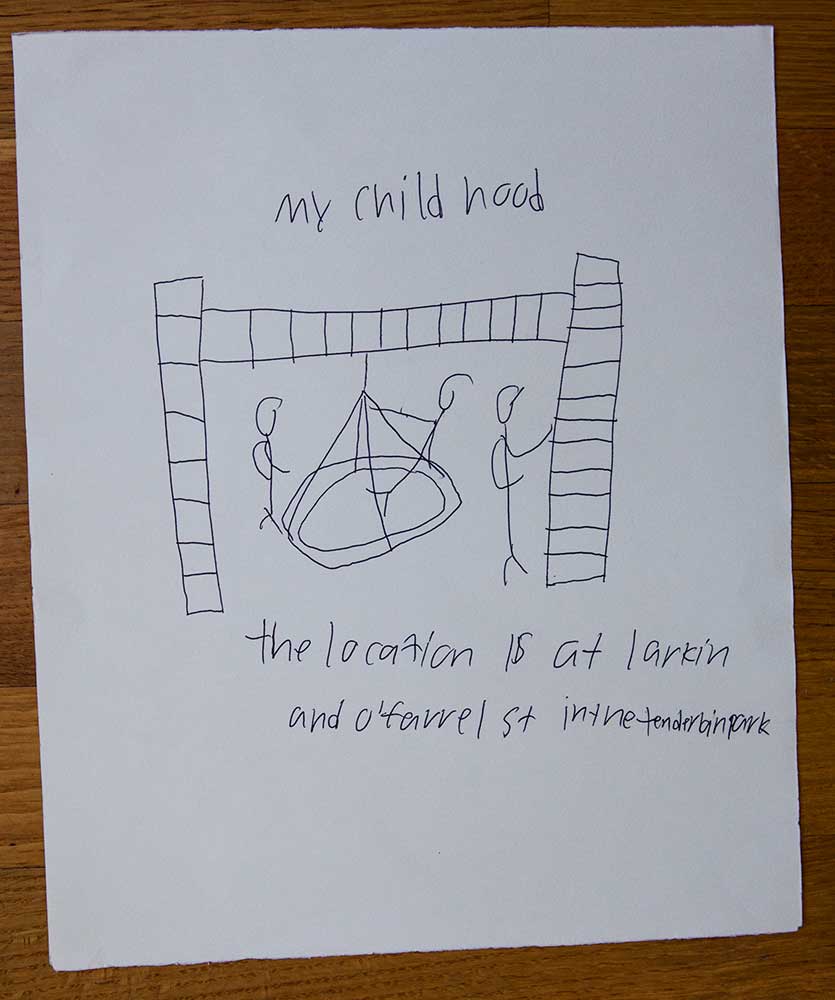 my child hood
the location is at larkin
and o'farrel st in the tenderloin park